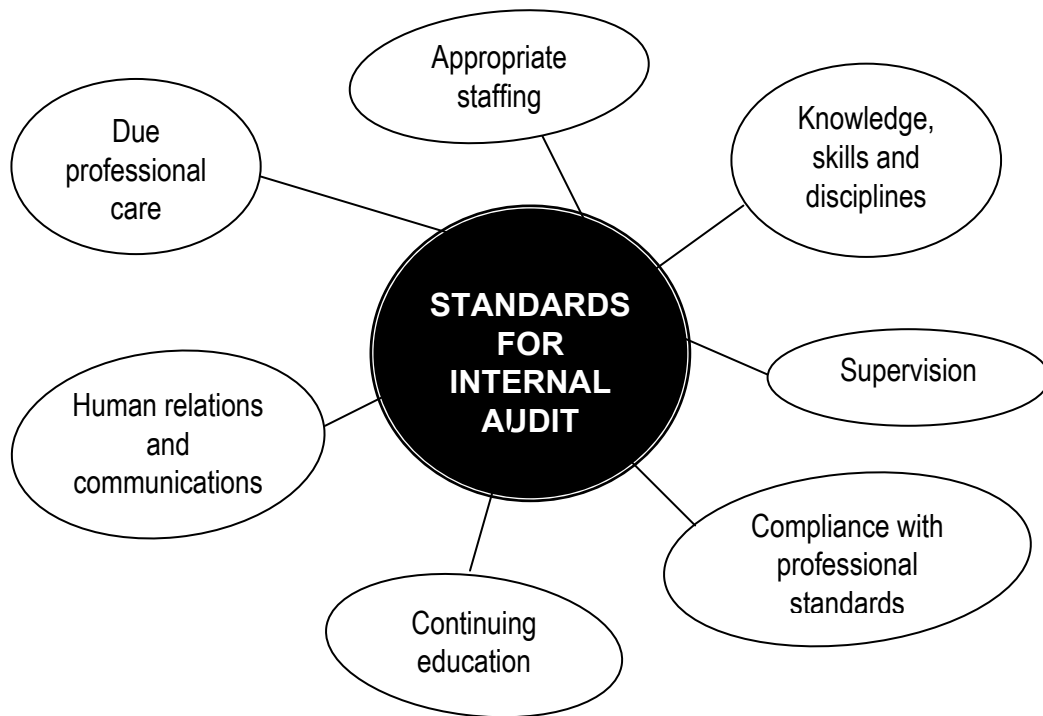 Appropriate
staffing
Due
professional
care
Knowledge,
skills and
disciplines
STANDARDS
FOR
INTERNAL
AUDIT
Supervision
Human relations
and
communications
Compliance with
professional
standards
Continuing
education